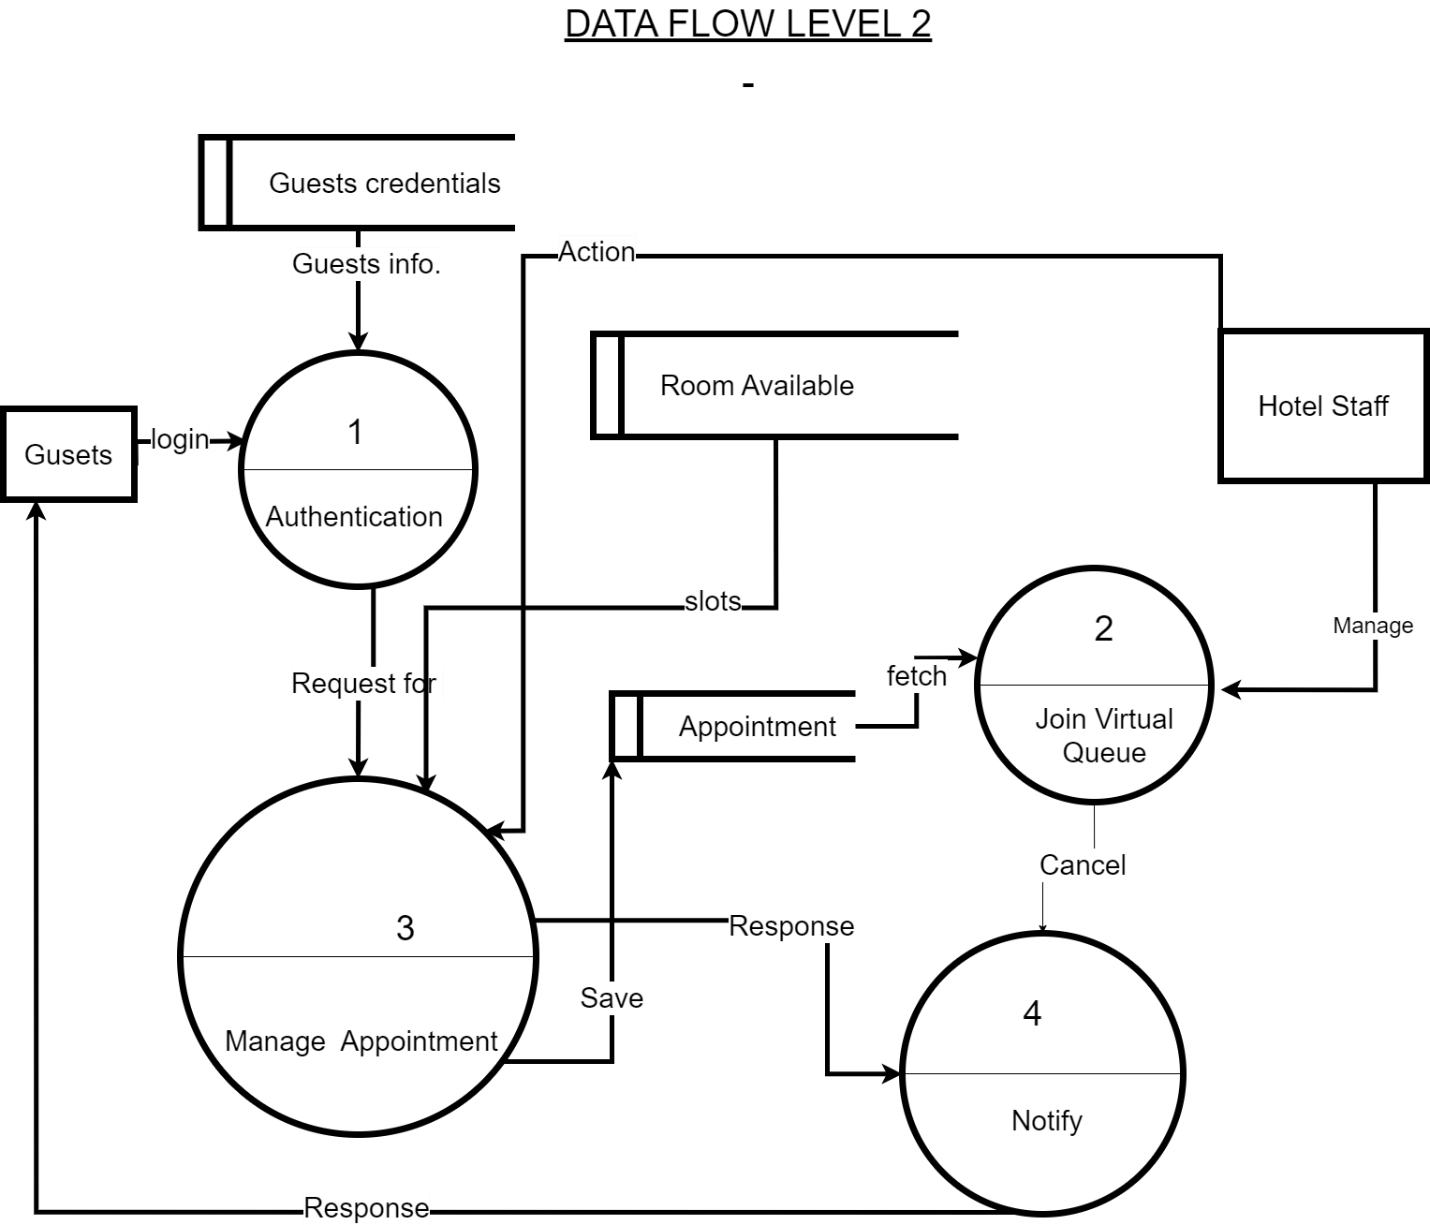 DATA FLOW LEVEL 2
-
Guests credentials
Guests info.
Action
Room Available
Hotel Staff
1
Authentication
Gusets
login
slots
Request for
Manage
2
Join Virtual
Queue
fetch
Appointment
Cancel
3
Manage  Appointment
Response
Save
4
Notify
Response